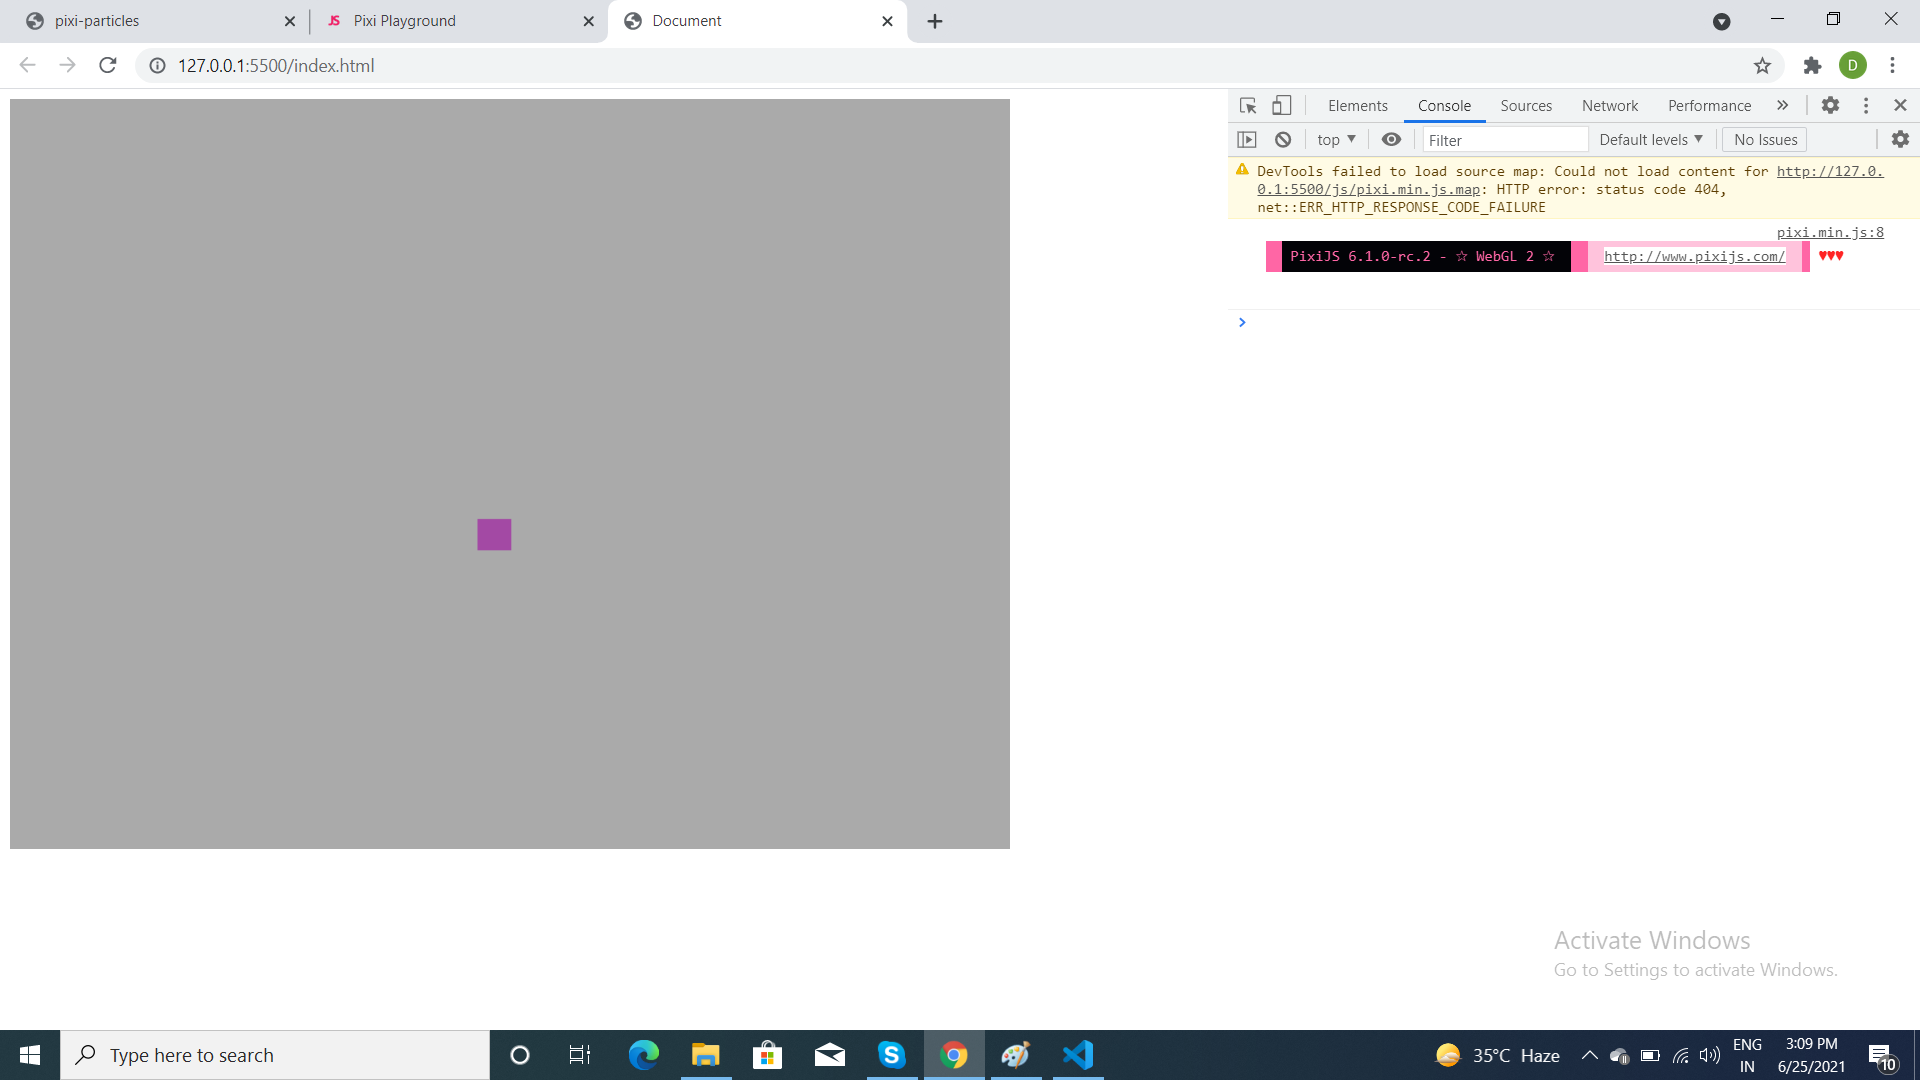 pixi-particles
JS Pixi Playground
Document
127.0.0.1:5500/index.html
D
Elements Console Sources Network Performance
top Filter Default levels No Issues
DevTools failed to load source map: Could not load content for http://127.0.
0.1:5500/js/pixi.min.js.map: HTTP error: status code 404,
net::ERR_HTTP_RESPONSE_CODE_FAILURE
pixi.min.js:8
PixiJS 6.1.0-rc.2 - ☆ WebGL 2 ☆ http://www.pixijs.com/ ♥♥♥
Activate Windows
Go to Settings to activate Windows.
Type here to search
35°C Haze
ENG
IN
3:09 PM
6/25/2021
10